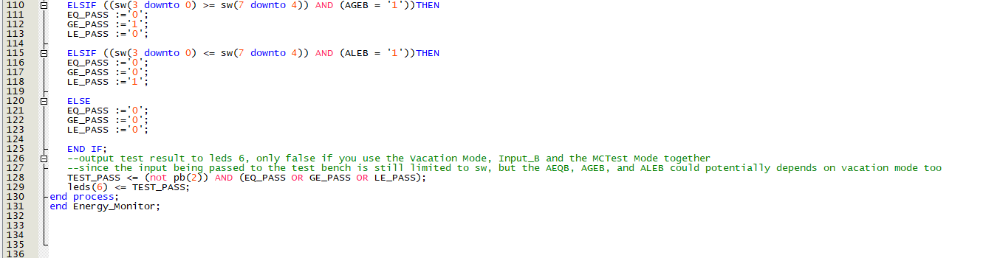 110 ELSIF ((sw(3 downto 0) >= sw(7 downto 4)) AND (AGEB = '1'))THEN
111 EQ_PASS :='0';
112 GE_PASS :='1';
113 LE_PASS :='0';
114
115 ELSIF ((sw(3 downto 0) <= sw(7 downto 4)) AND (ALEB = '1'))THEN
116 EQ_PASS :='0';
117 GE_PASS :='0';
118 LE_PASS :='1';
119
120 ELSE
121 EQ_PASS :='0';
122 GE_PASS :='0';
123 LE_PASS :='0';
124
125 END IF;
126 --output test result to leds 6, only false if you use the Vacation Mode, Input_B and the MCTest Mode together
127 --since the input being passed to the test bench is still limited to sw, but the AEQB, AGEB, and ALEB could potentially depends on vacation mode too
128 TEST_PASS <= (not pb(2)) AND (EQ_PASS OR GE_PASS OR LE_PASS);
129 leds(6) <= TEST_PASS;
130 end process;
131 end Energy_Monitor;
132
133
134
135
136